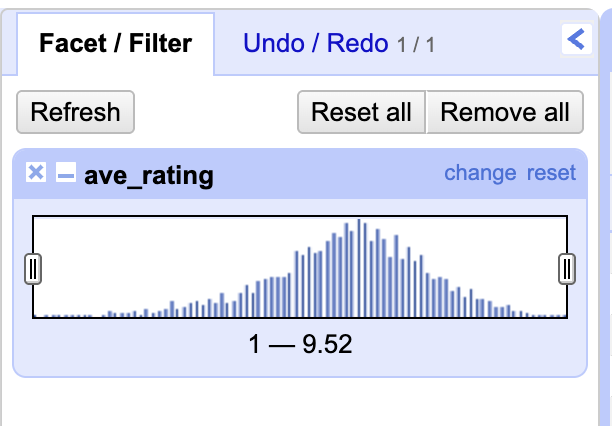 Facet / Filter Undo / Redo 1 / 1
Refresh Reset all Remove all
ave_rating change reset
1 — 9.52